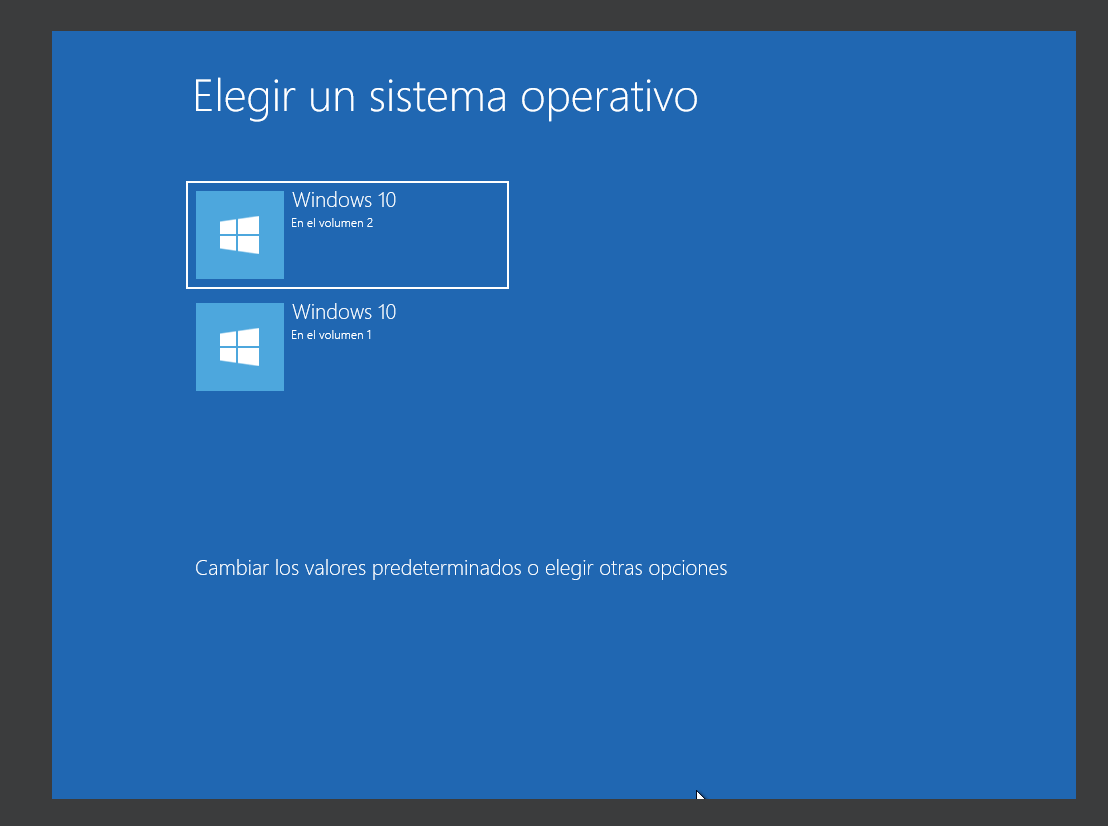 Elegir un sistema operativo
Windows 10
En el volumen 2
Windows 10
En el volumen 1
Cambiar los valores predeterminados o elegir otras opciones